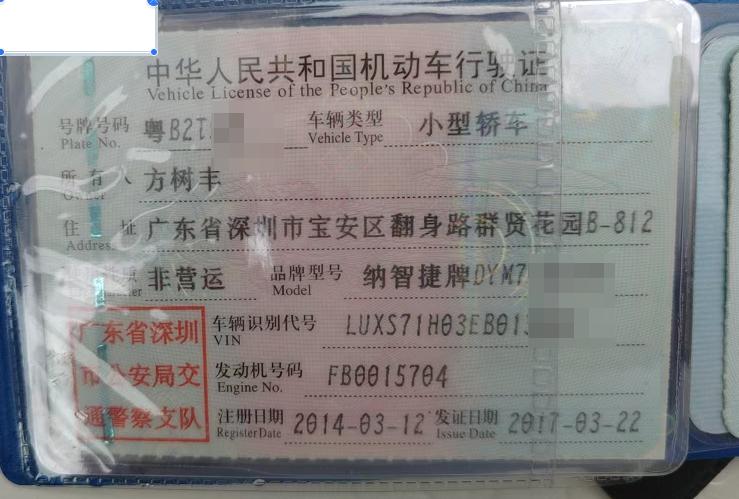 中华人民共和国机动车行驶证
Vehicle License of the People's Republic of China
号牌号码 粤B2T 车辆类型 小型轿车
Plate No. Vehicle Type
所有人 方树丰
Owner
住址 广东省深圳市宝安区翻身路群贤花园B-812
Address
质 非营运 品牌型号 纳智捷牌DYM7
Model
广东省深圳 车辆识别代号 LUXS71H03EB013
VIN
市公安局交 发动机号码 FB0015704
Engine No.
通警察支队 注册日期 2014-03-12 发证日期 2017-03-22
Register Date Issue Date